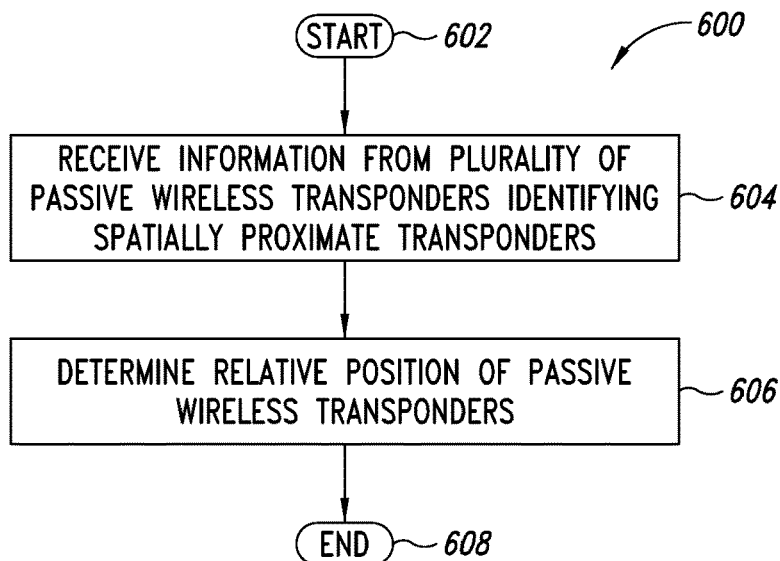 START
602
600
RECEIVE INFORMATION FROM PLURALITY OF
PASSIVE WIRELESS TRANSPONDERS IDENTIFYING
SPATIALLY PROXIMATE TRANSPONDERS
604
DETERMINE RELATIVE POSITION OF PASSIVE
WIRELESS TRANSPONDERS
606
END
608